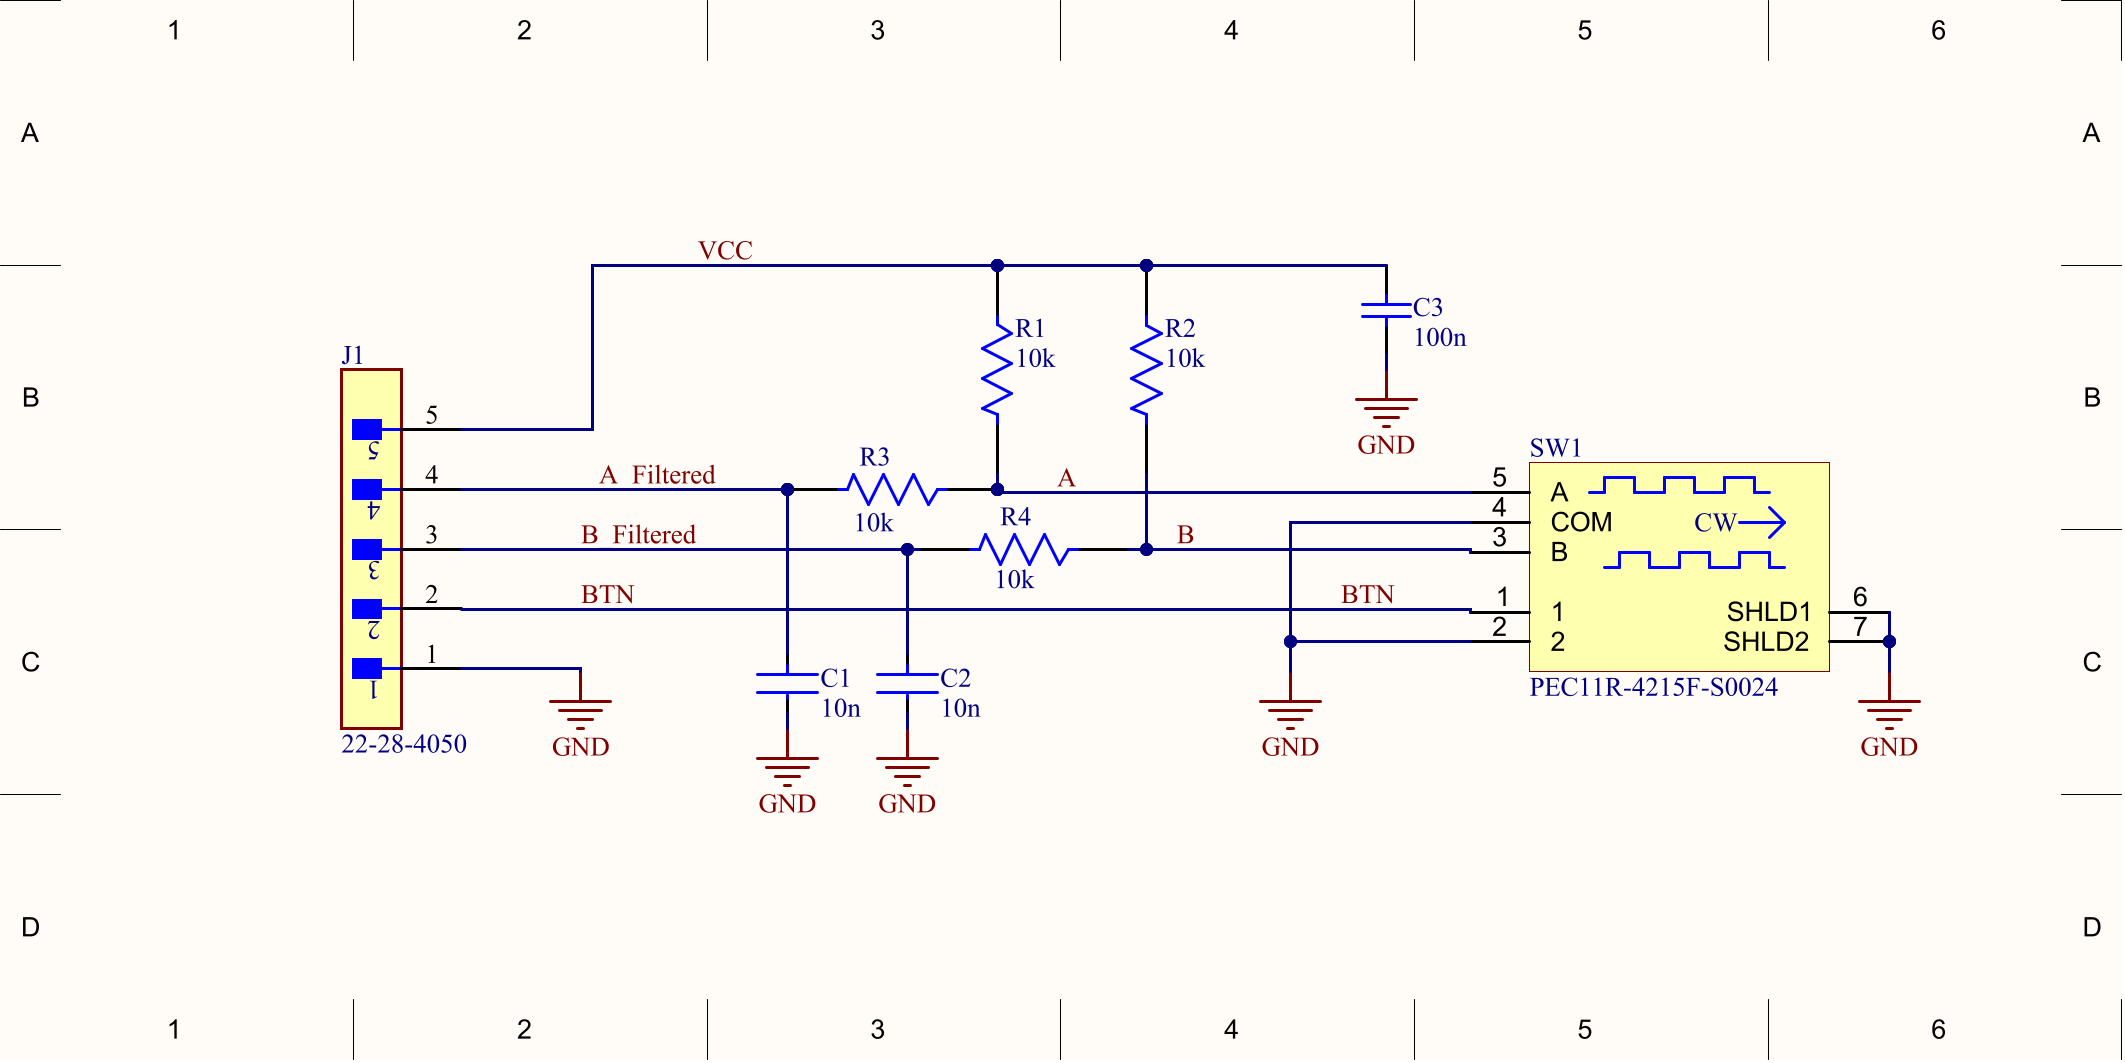 1 2 3 4 5 6
A A
VCC
C3
100n
R1
10k
R2
10k
J1
B B
5
5
GND
SW1
R3
A Filtered
4
4
10k
A
5
A
4
COM
CW
R4
B Filtered
3
3
10k
B
3
B
BTN
2
2
BTN
1
1
SHLD1
6
2
2
SHLD2
7
1
1
C C
C1
10n
C2
10n
PEC11R-4215F-S0024
22-28-4050
GND
GND
GND
GND
GND
D D
1 2 3 4 5 6